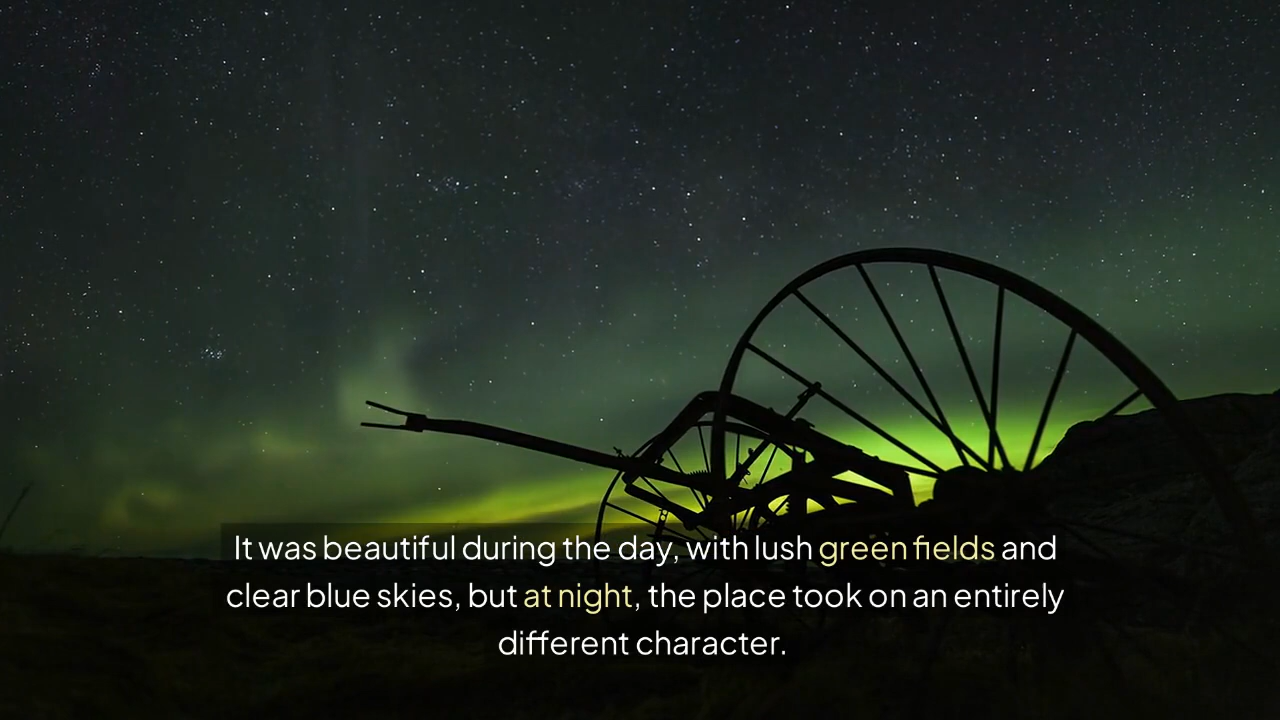 It was beautiful during the day, with lush green fields and
clear blue skies, but at night, the place took on an entirely
different character.